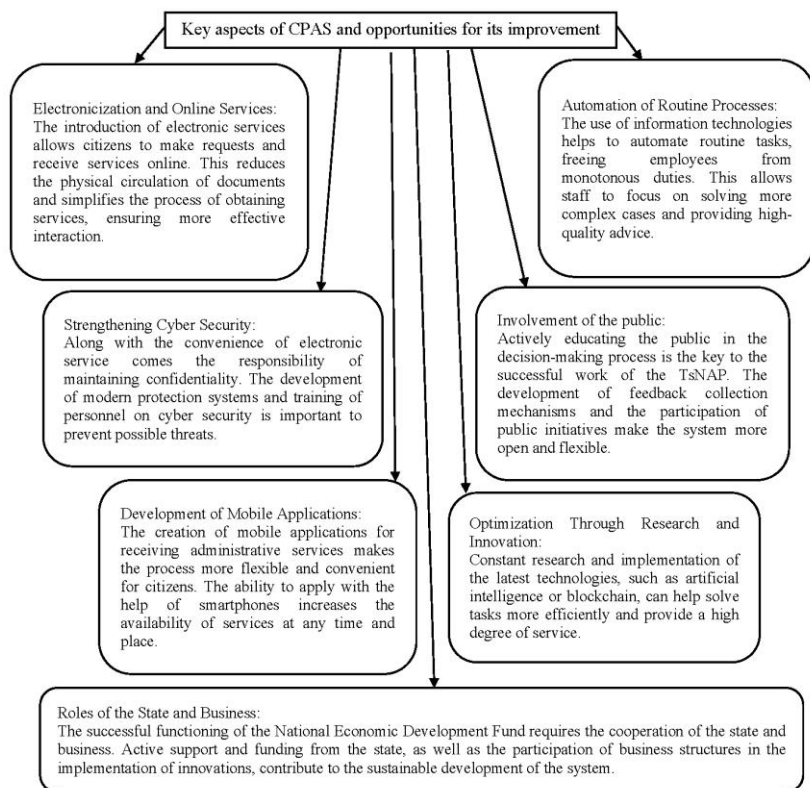 Key aspects of CPAS and opportunities for its improvement
Electronicization and Online Services:
The introduction of electronic services
allows citizens to make requests and
receive services online. This reduces
the physical circulation of documents
and simplifies the process of obtaining
services, ensuring more effective
interaction.
Automation of Routine Processes:
The use of information technologies
helps to automate routine tasks,
freeing employees from
monotonous duties. This allows
staff to focus on solving more
complex cases and providing high-
quality advice.
Strengthening Cyber Security:
Along with the convenience of electronic
service comes the responsibility of
maintaining confidentiality. The development
of modern protection systems and training of
personnel on cyber security is important to
prevent possible threats.
Involvement of the public:
Actively educating the public in the
decision-making process is the key to the
successful work of the TsNAP. The
development of feedback collection
mechanisms and the participation of
public initiatives make the system more
open and flexible.
Development of Mobile Applications:
The creation of mobile applications for
receiving administrative services makes
the process more flexible and convenient
for citizens. The ability to apply with the
help of smartphones increases the
availability of services at any time and
place.
Optimization Through Research and
Innovation:
Constant research and implementation of
the latest technologies, such as artificial
intelligence or blockchain, can help solve
tasks more efficiently and provide a high
degree of service.
Roles of the State and Business:
The successful functioning of the National Economic Development Fund requires the cooperation of the state and
business. Active support and funding from the state, as well as the participation of business structures in the
implementation of innovations, contribute to the sustainable development of the system.